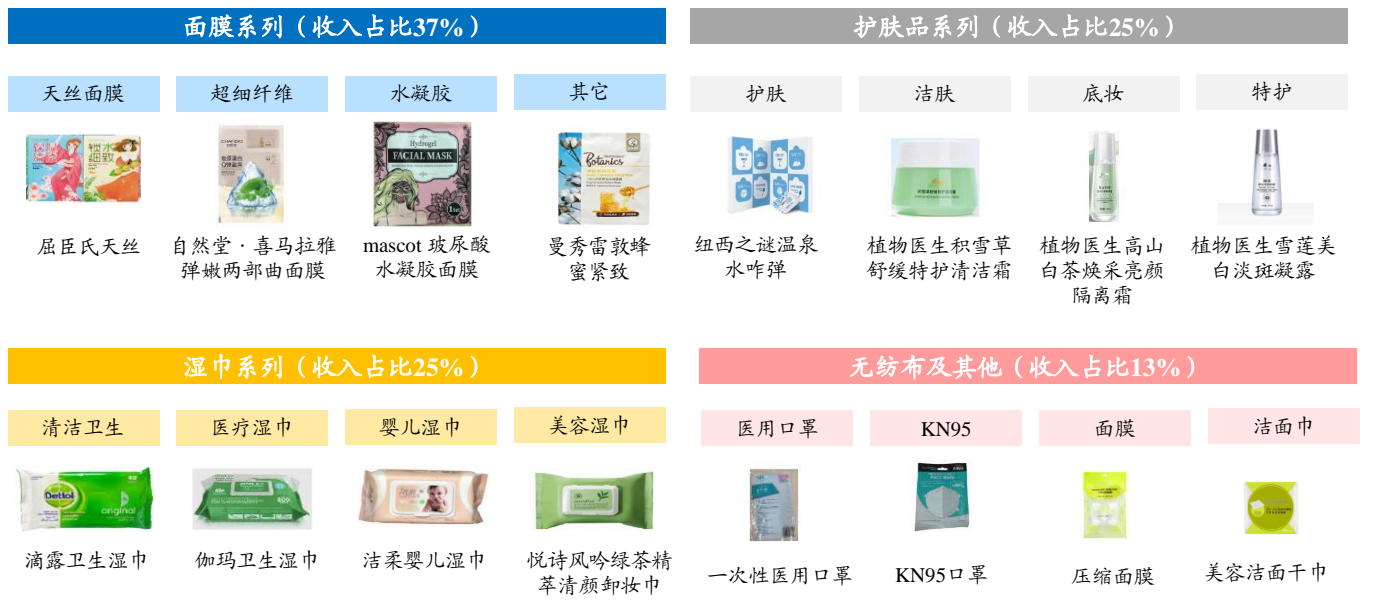 面膜系列（收入占比37%）
护肤品系列（收入占比25%）
天丝面膜
超细纤维
水凝胶
其它
护肤
洁肤
底妆
特护
Hydrogel
FACIAL MASK
Botanics
屈臣氏天丝
自然堂·喜马拉雅
弹嫩两部曲面膜
mascot 玻尿酸
水凝胶面膜
曼秀雷敦蜂
蜜紧致
纽西之谜温泉
水咋弹
植物医生积雪草
舒缓特护清洁霜
植物医生高山
白茶焕采亮颜
隔离霜
植物医生雪莲美
白淡斑凝露
湿巾系列（收入占比25%）
无纺布及其他（收入占比13%）
清洁卫生
医疗湿巾
婴儿湿巾
美容湿巾
医用口罩
KN95
面膜
洁面巾
Dettol
original
滴露卫生湿巾
伽玛卫生湿巾
洁柔婴儿湿巾
悦诗风吟绿茶精
萃清颜卸妆巾
一次性医用口罩
KN95口罩
压缩面膜
美容洁面干巾